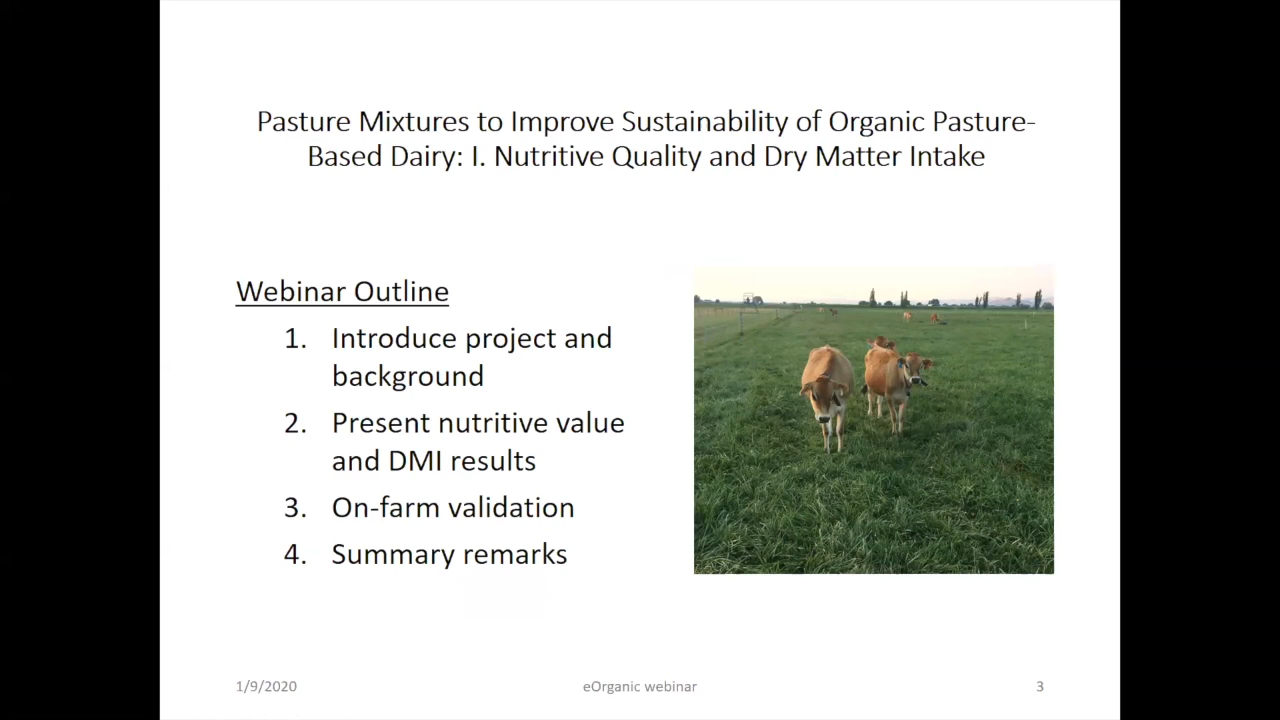 Pasture Mixtures to Improve Sustainability of Organic Pasture-
Based Dairy: I. Nutritive Quality and Dry Matter Intake
Webinar Outline
1. Introduce project and
background
2. Present nutritive value
and DMI results
3. On-farm validation
4. Summary remarks
1/9/2020
eOrganic webinar
3